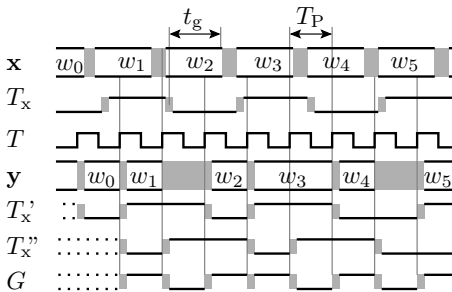 t_g T_P
x w_0 w_1 w_2 w_3 w_4 w_5
T_x
T
y w_0 w_1 w_2 w_3 w_4 w_5
T_x'
T_x"
G